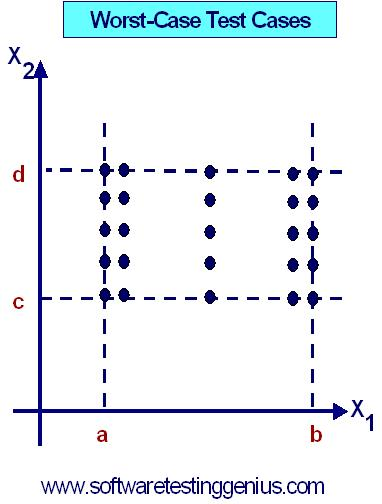 Worst-Case Test Cases
X2
d
c
X1
a
b
www.softwaretestinggenius.com